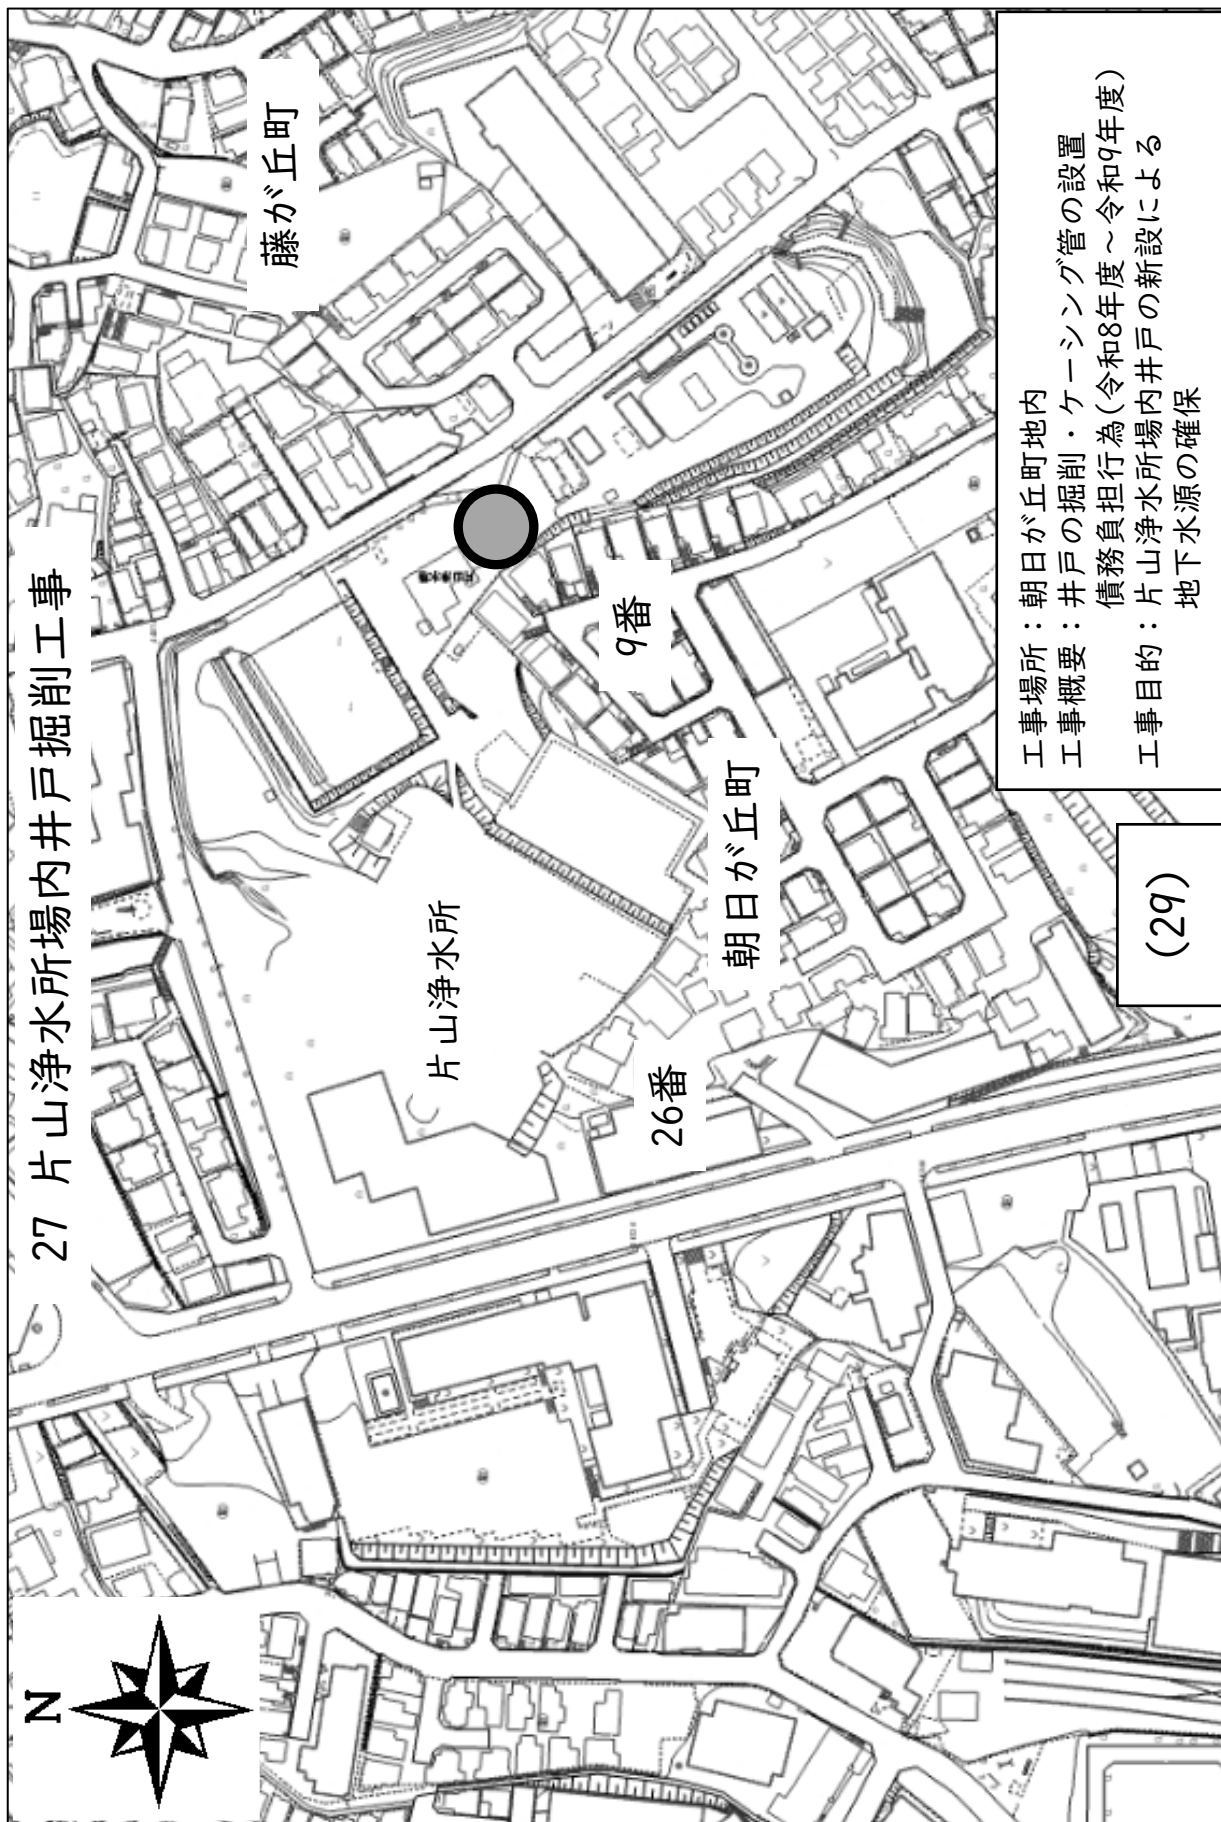 27 片山浄水所場内井戸掘削工事
N
藤が丘町
片山浄水所
9番
朝日が丘町
26番
工事場所：朝日が丘町地内
工事概要：井戸の掘削・ケーシング管の設置
債務負担行為(令和8年度～令和9年度)
工事目的：片山浄水所場内井戸の新設による
地下水源の確保
(29)